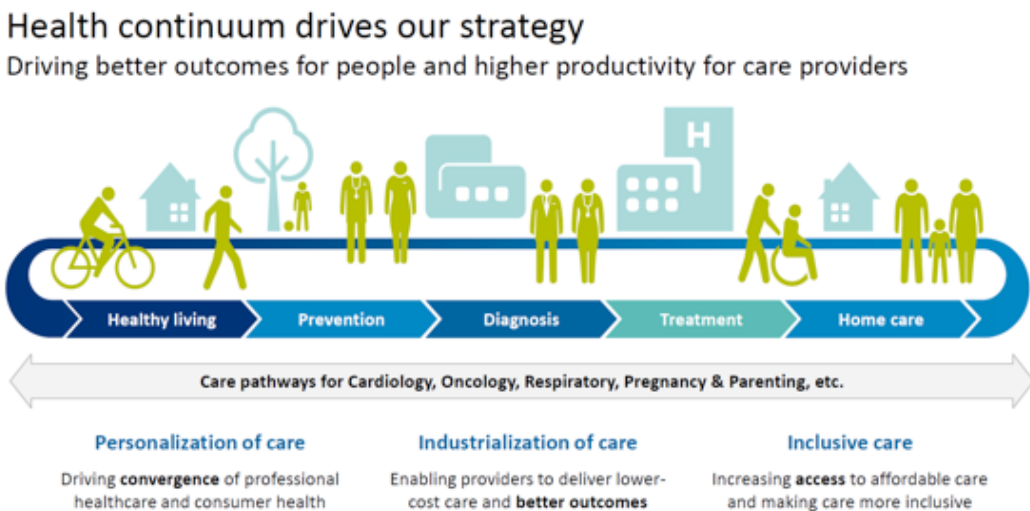 Health continuum drives our strategy
Driving better outcomes for people and higher productivity for care providers
H
Healthy living
Prevention
Diagnosis
Treatment
Home care
Care pathways for Cardiology, Oncology, Respiratory, Pregnancy & Parenting, etc.
Personalization of care
Driving convergence of professional
healthcare and consumer health
Industrialization of care
Enabling providers to deliver lower-
cost care and better outcomes
Inclusive care
Increasing access to affordable care
and making care more inclusive